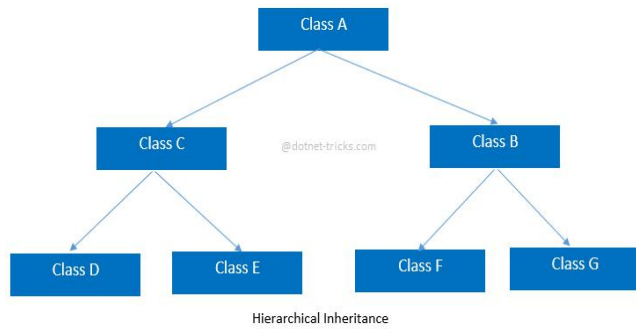 Class A
Class C
@dotnet-tricks.com
Class B
Class D
Class E
Class F
Class G
Hierarchical Inheritance